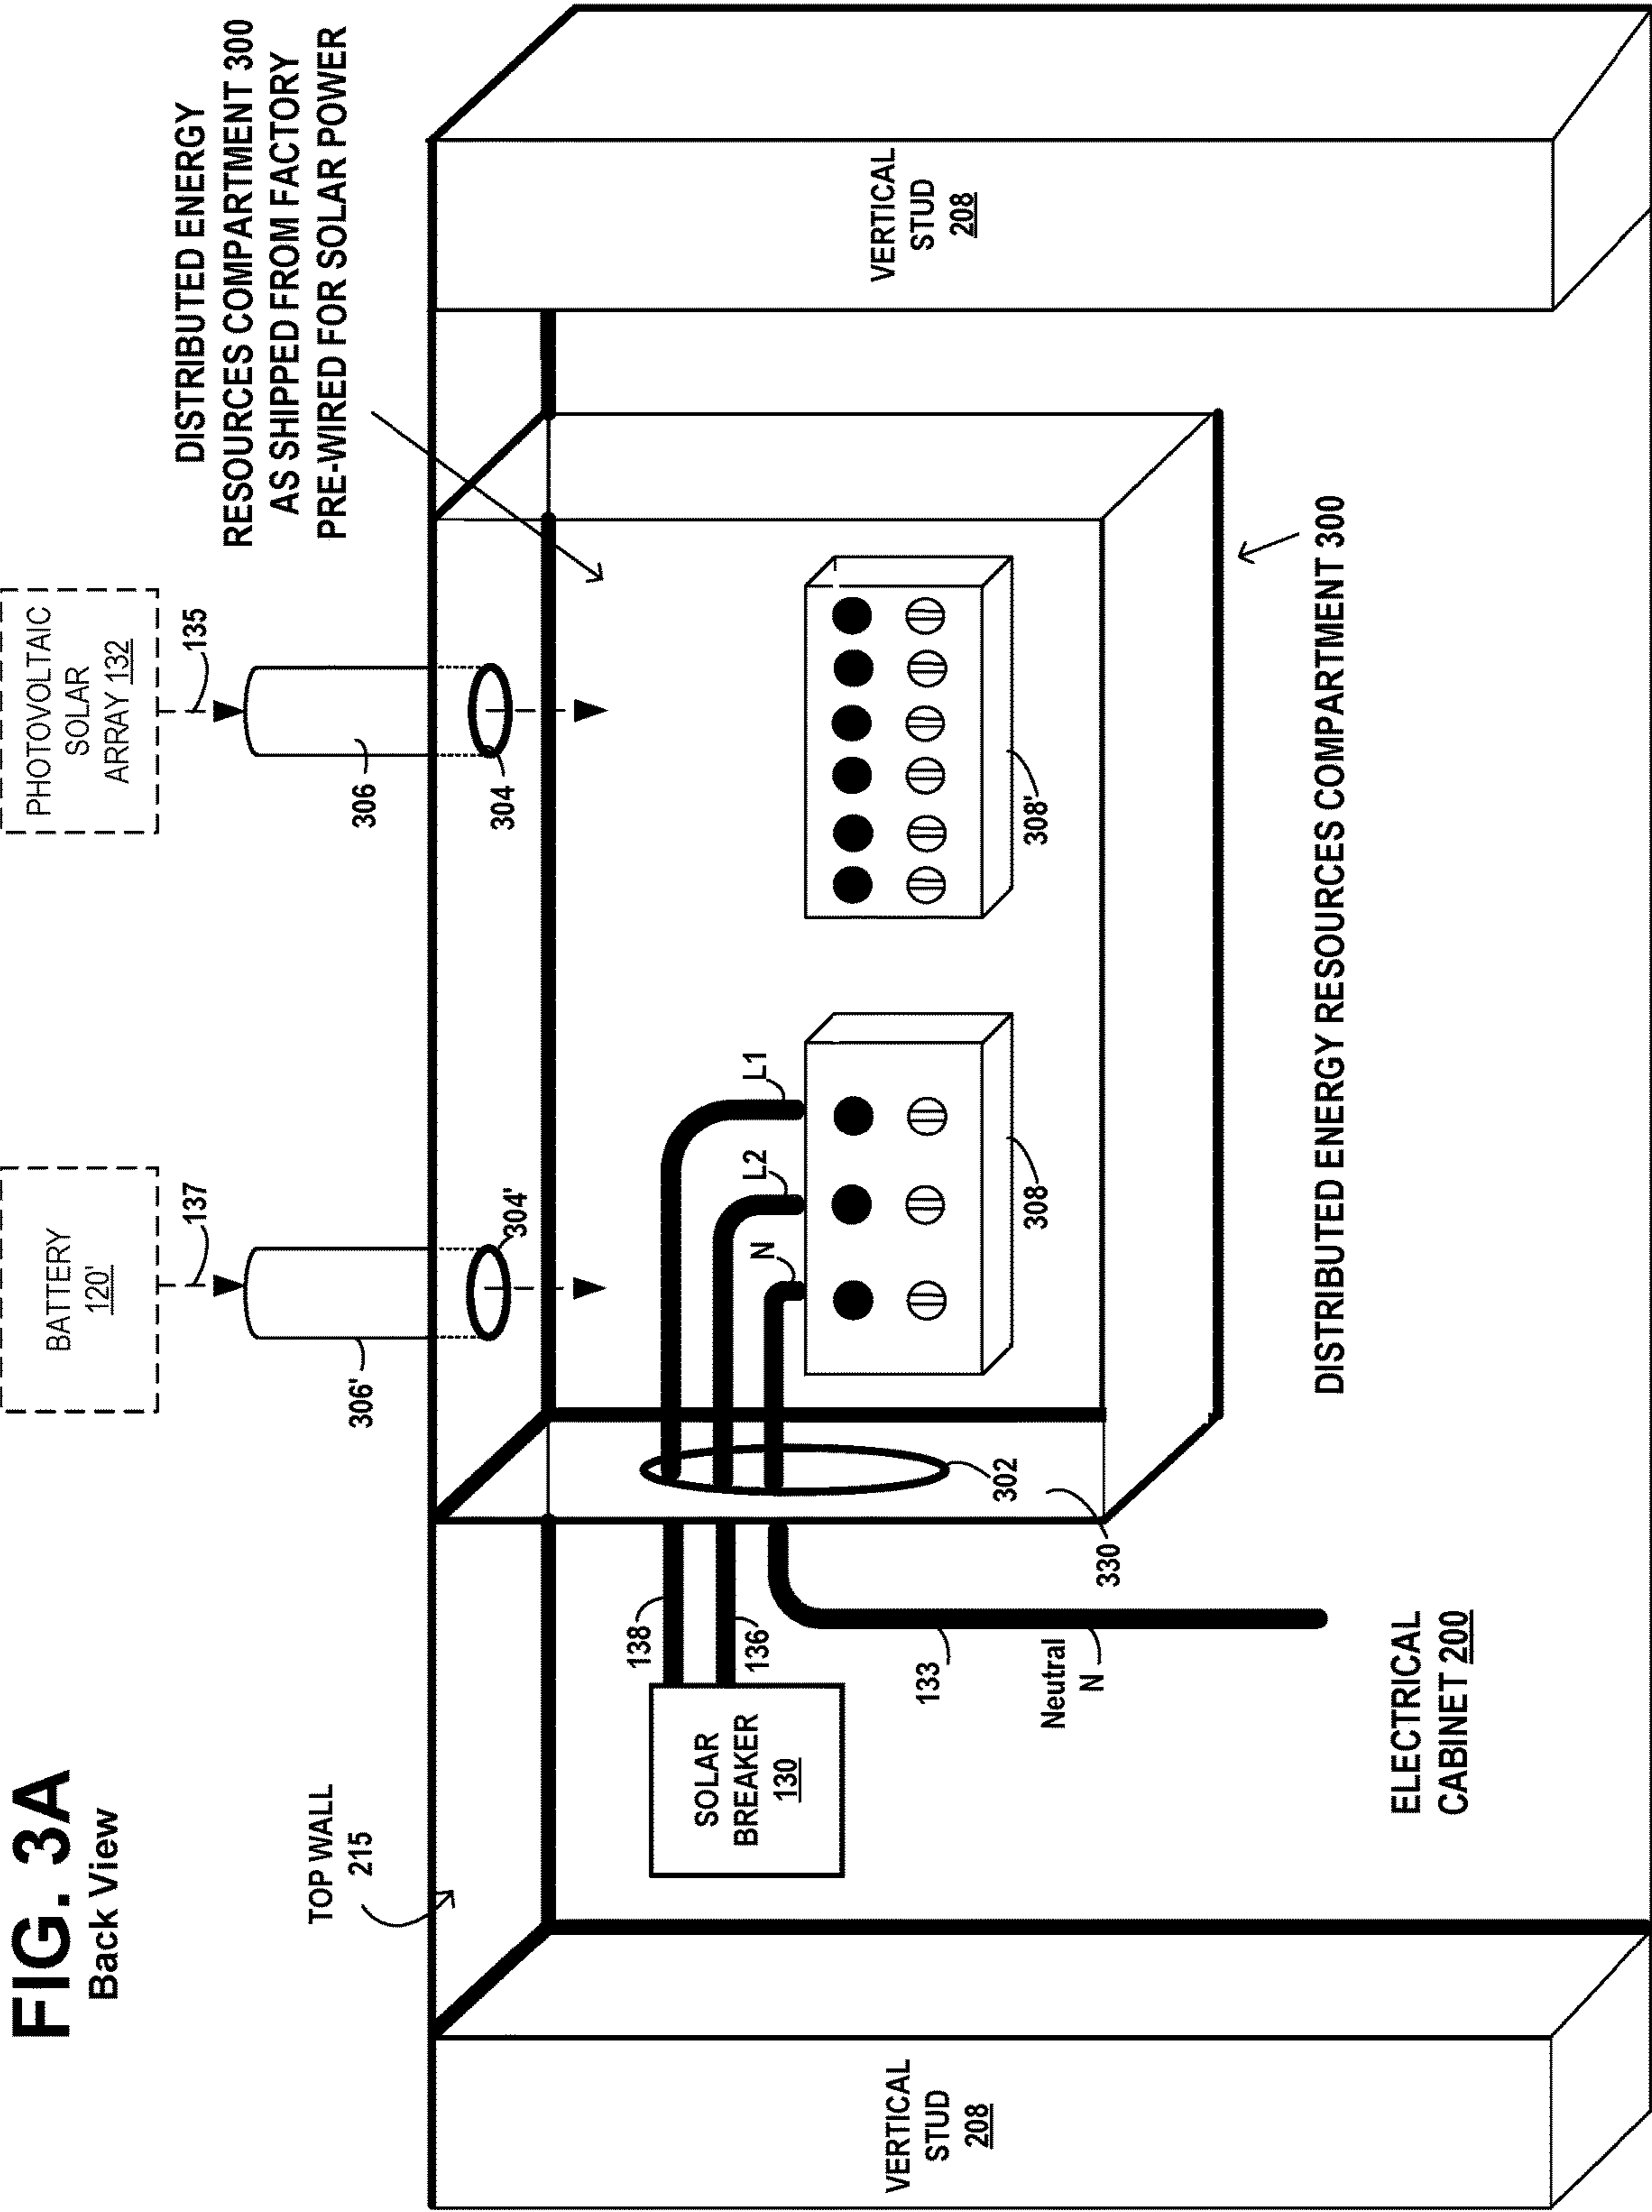 FIG. 3A
Back View
BATTERY
120'
PHOTOVOLTAIC
SOLAR
ARRAY 132
137
135
DISTRIBUTED ENERGY
RESOURCES COMPARTMENT 300
AS SHIPPED FROM FACTORY
PRE-WIRED FOR SOLAR POWER
TOP WALL
215
306'
306
304'
304
138
136
SOLAR
BREAKER
130
L1
L2
N
133
Neutral
N
302
330
308
308'
VERTICAL
STUD
208
VERTICAL
STUD
208
DISTRIBUTED ENERGY RESOURCES COMPARTMENT 300
ELECTRICAL
CABINET 200